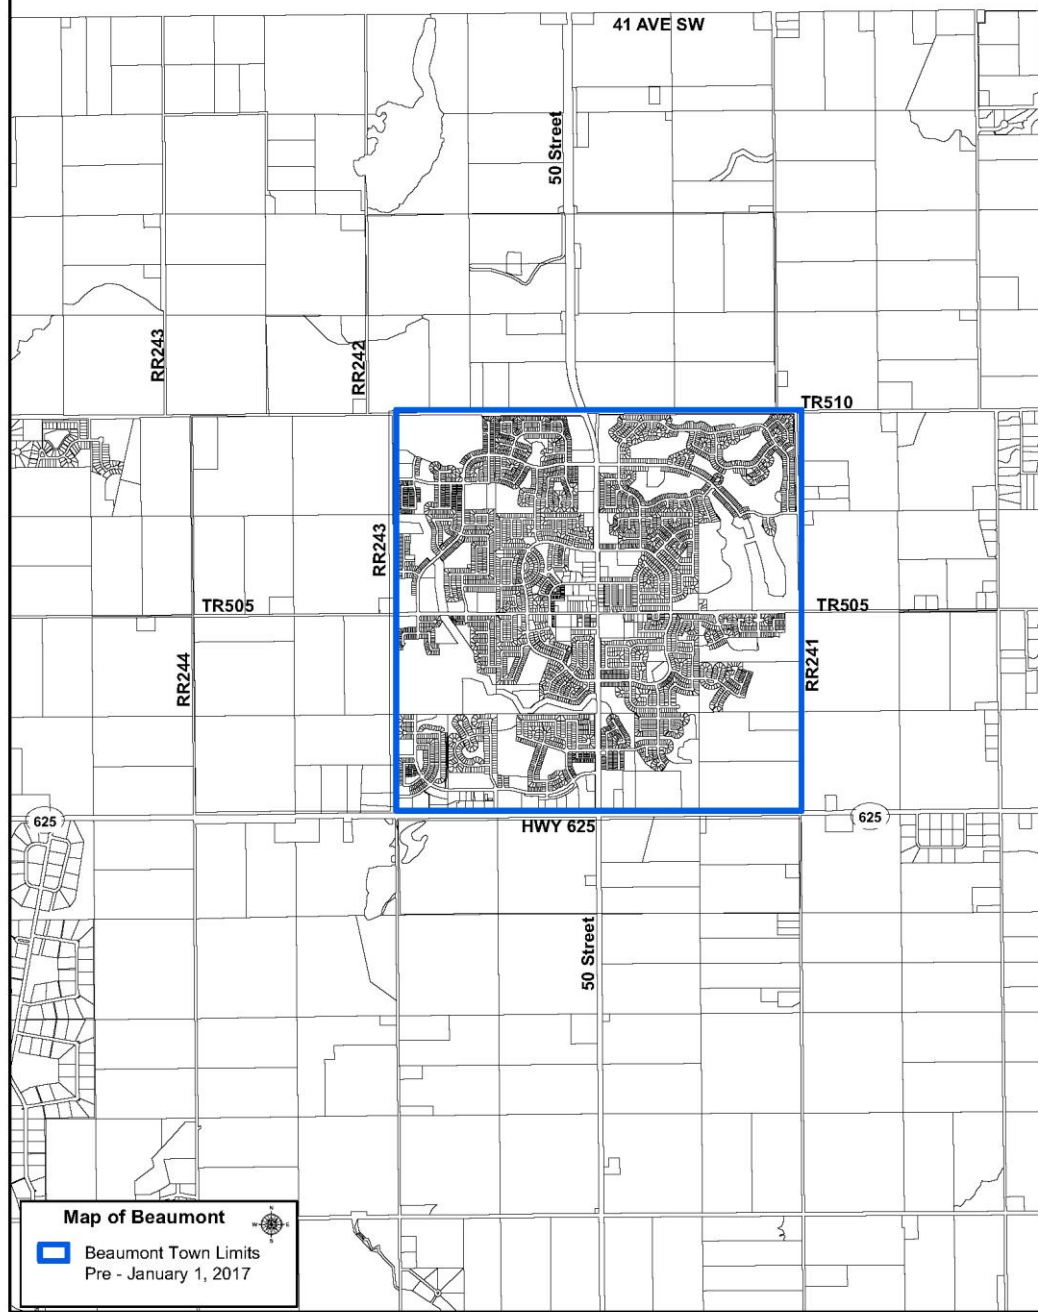 41 AVE SW
50 Street
RR243
RR242
TR510
RR243
TR505
TR505
RR244
RR241
625
625
HWY 625
50 Street
Map of Beaumont
N
W
E
S
Beaumont Town Limits
Pre - January 1, 2017